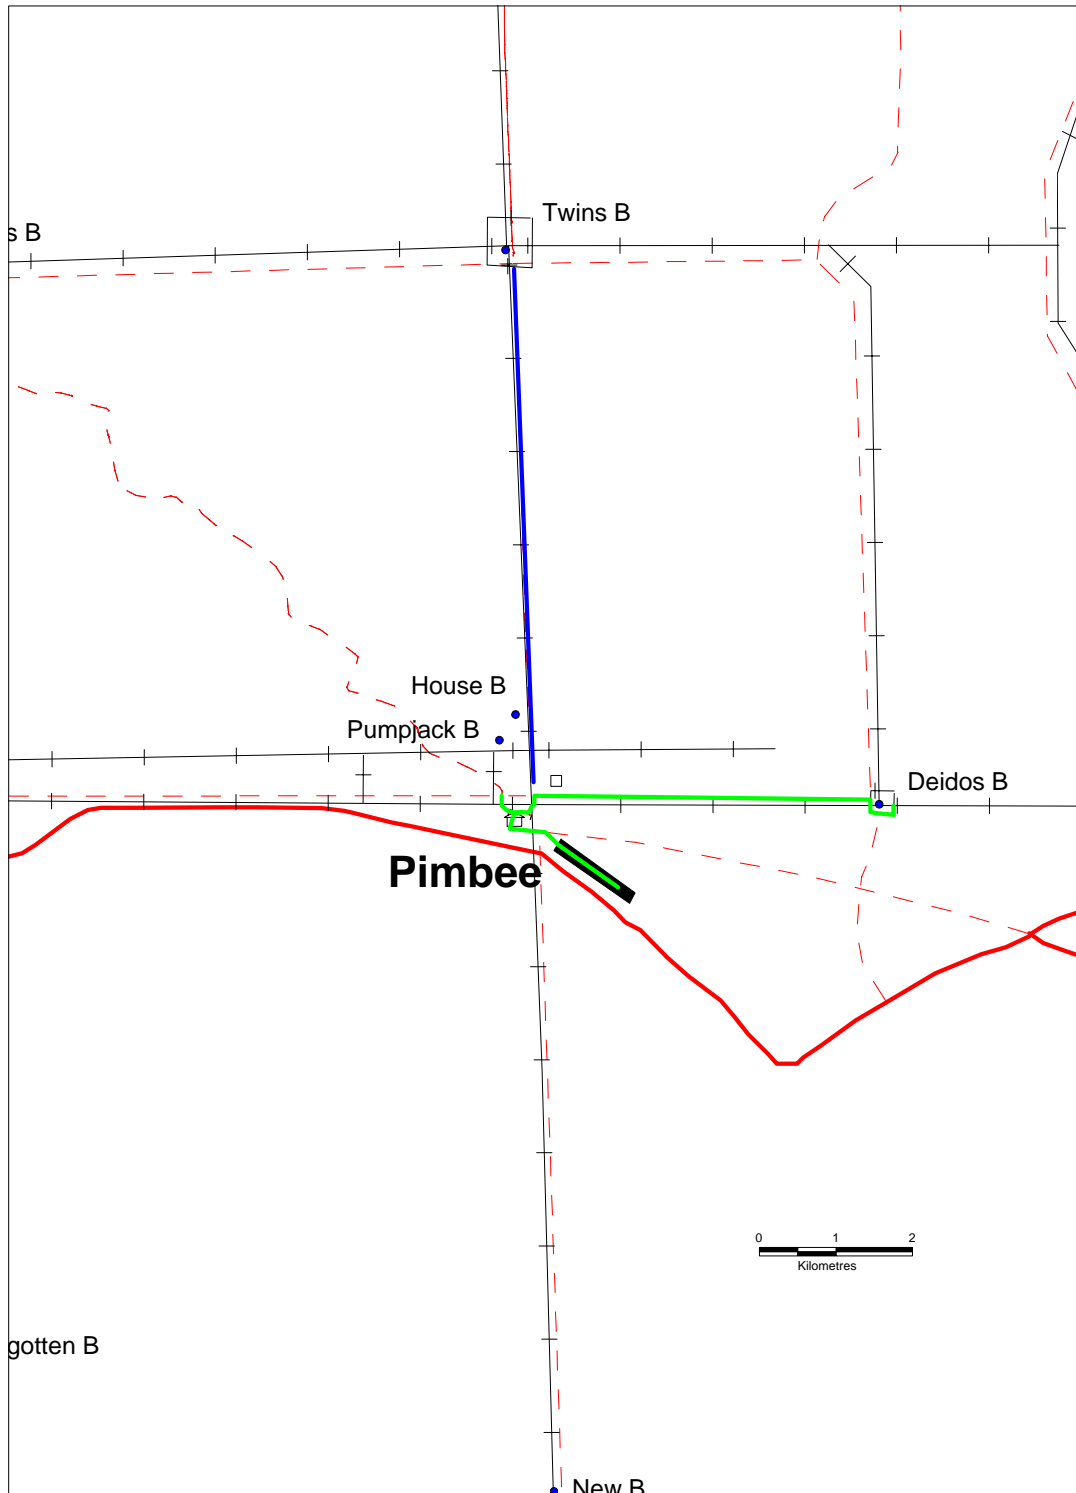 Twins B
s B
House B
Pumpjack B
Deidos B
Pimbee
0 1 2
Kilometres
gotten B
New B